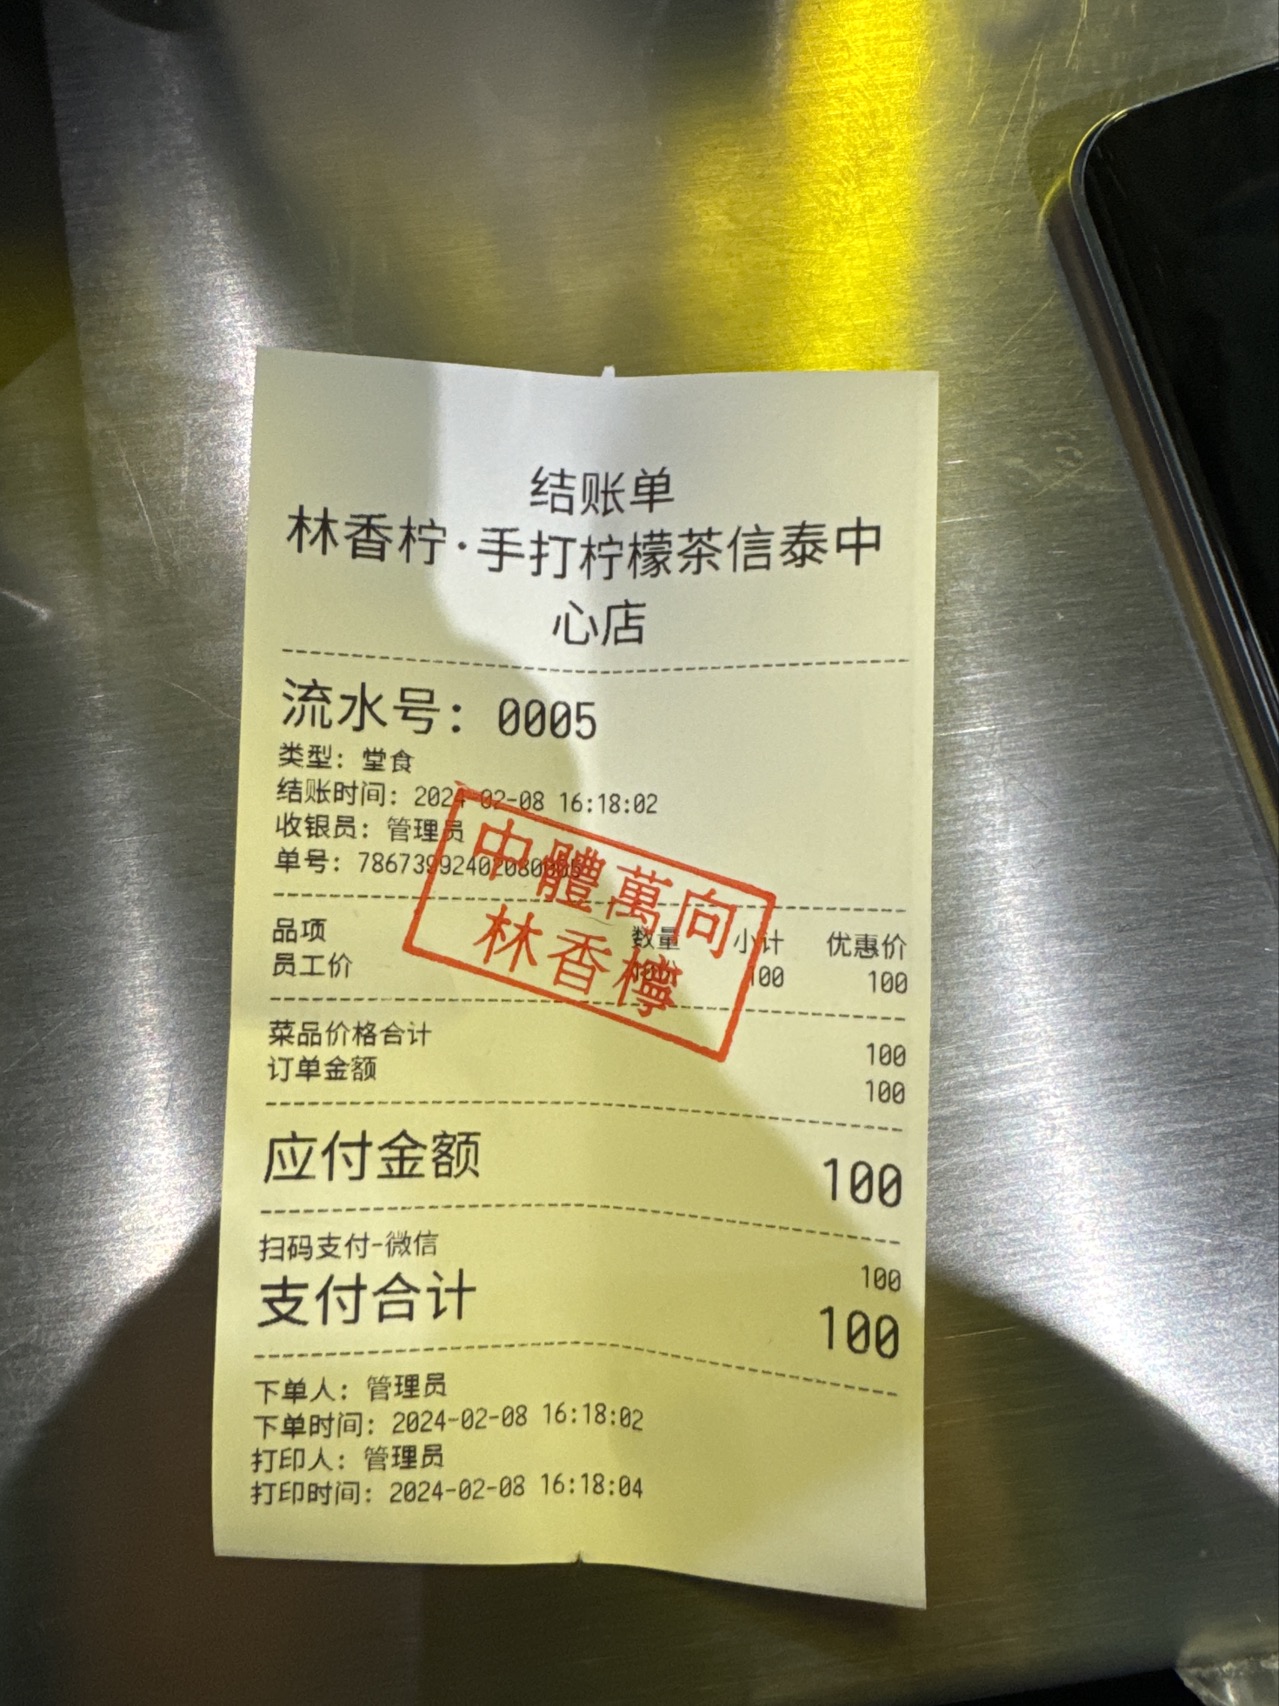 结账单
林香柠·手打柠檬茶信泰中
心店
流水号: 0005
类型: 堂食
结账时间: 2024-02-08 16:18:02
收银员: 管理员
单号: 78673992402080005
中體萬向
林香檸
品项 数量 小计 优惠价
员工价 100 100
菜品价格合计 100
订单金额 100
应付金额 100
扫码支付-微信 100
支付合计 100
下单人: 管理员
下单时间: 2024-02-08 16:18:02
打印人: 管理员
打印时间: 2024-02-08 16:18:04